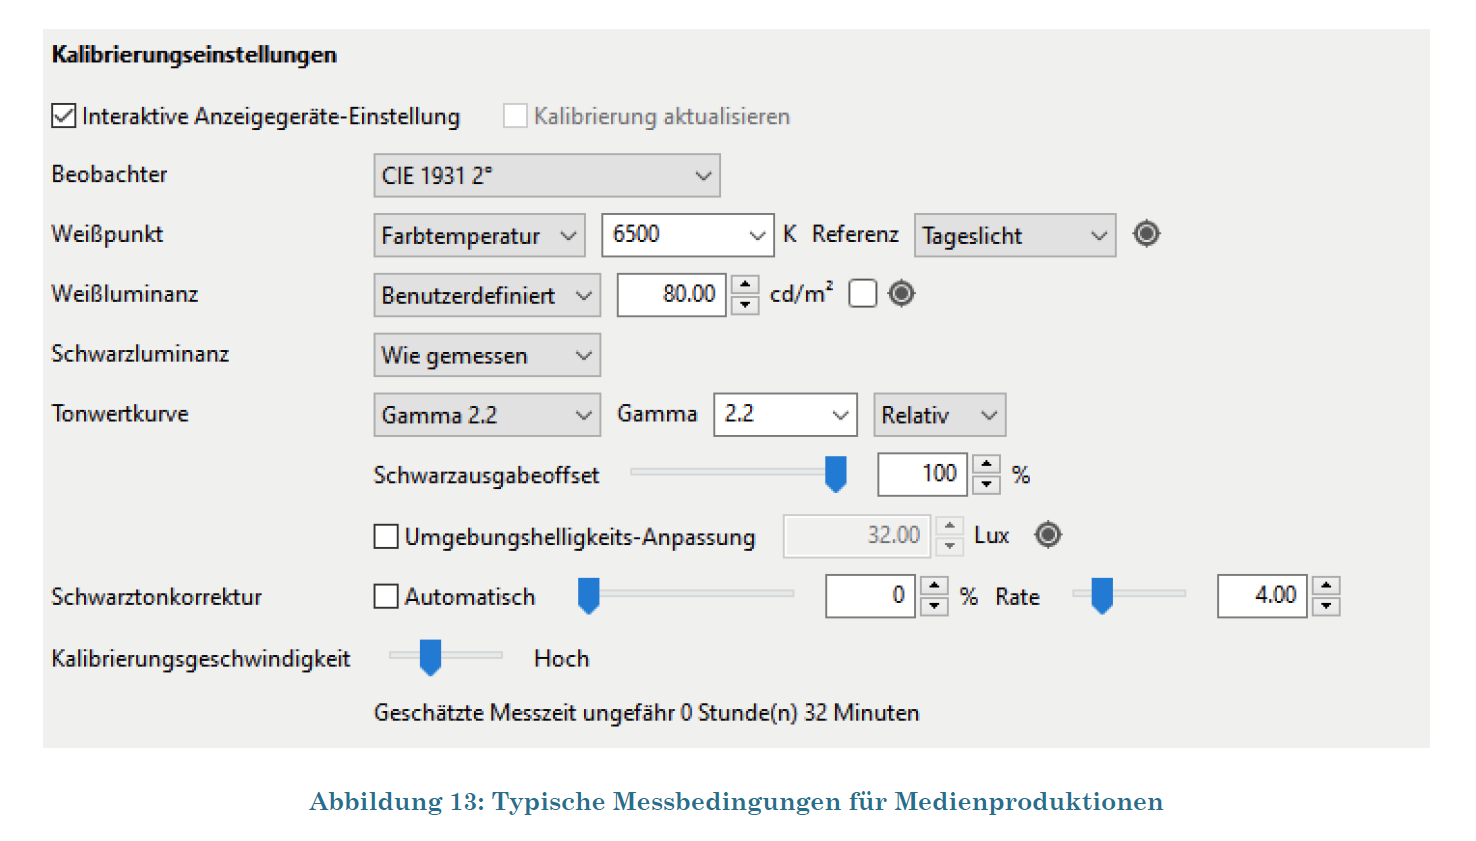 Kalibrierungseinstellungen
Interaktive Anzeigegeräte-Einstellung Kalibrierung aktualisieren
Beobachter CIE 1931 2°
Weißpunkt Farbtemperatur 6500 K Referenz Tageslicht
Weißluminanz Benutzerdefiniert 80.00 cd/m²
Schwarzluminanz Wie gemessen
Tonwertkurve Gamma 2.2 Gamma 2.2 Relativ
Schwarzausgabeoffset 100 %
Umgebungshelligkeits-Anpassung 32.00 Lux
Schwarztonkorrektur Automatisch 0 % Rate 4.00
Kalibrierungsgeschwindigkeit Hoch
Geschätzte Messzeit ungefähr 0 Stunde(n) 32 Minuten
Abbildung 13: Typische Messbedingungen für Medienproduktionen